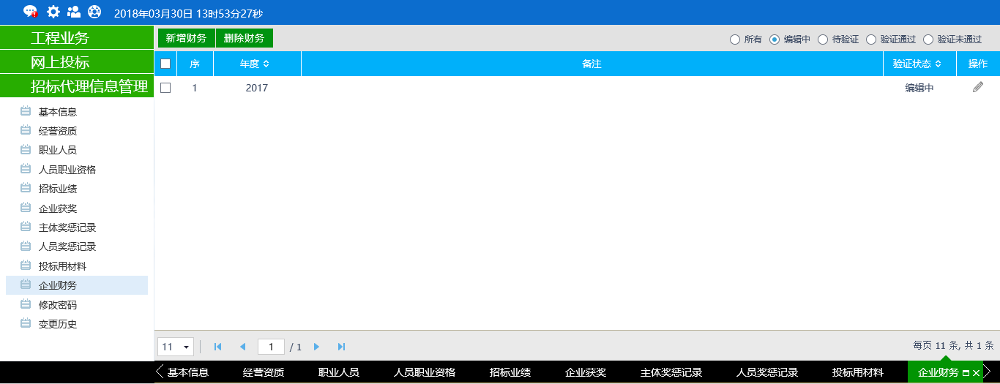 2018年03月30日 13时53分27秒
工程业务
网上投标
招标代理信息管理
基本信息
经营资质
职业人员
人员职业资格
招标业绩
企业获奖
主体奖惩记录
人员奖惩记录
投标用材料
企业财务
修改密码
变更历史
新增财务 删除财务 所有 编辑中 待验证 验证通过 验证未通过
序 年度 备注 验证状态 操作
1 2017 编辑中
11 1 / 1 每页 11 条, 共 1 条
基本信息 经营资质 职业人员 人员职业资格 招标业绩 企业获奖 主体奖惩记录 人员奖惩记录 投标用材料 企业财务